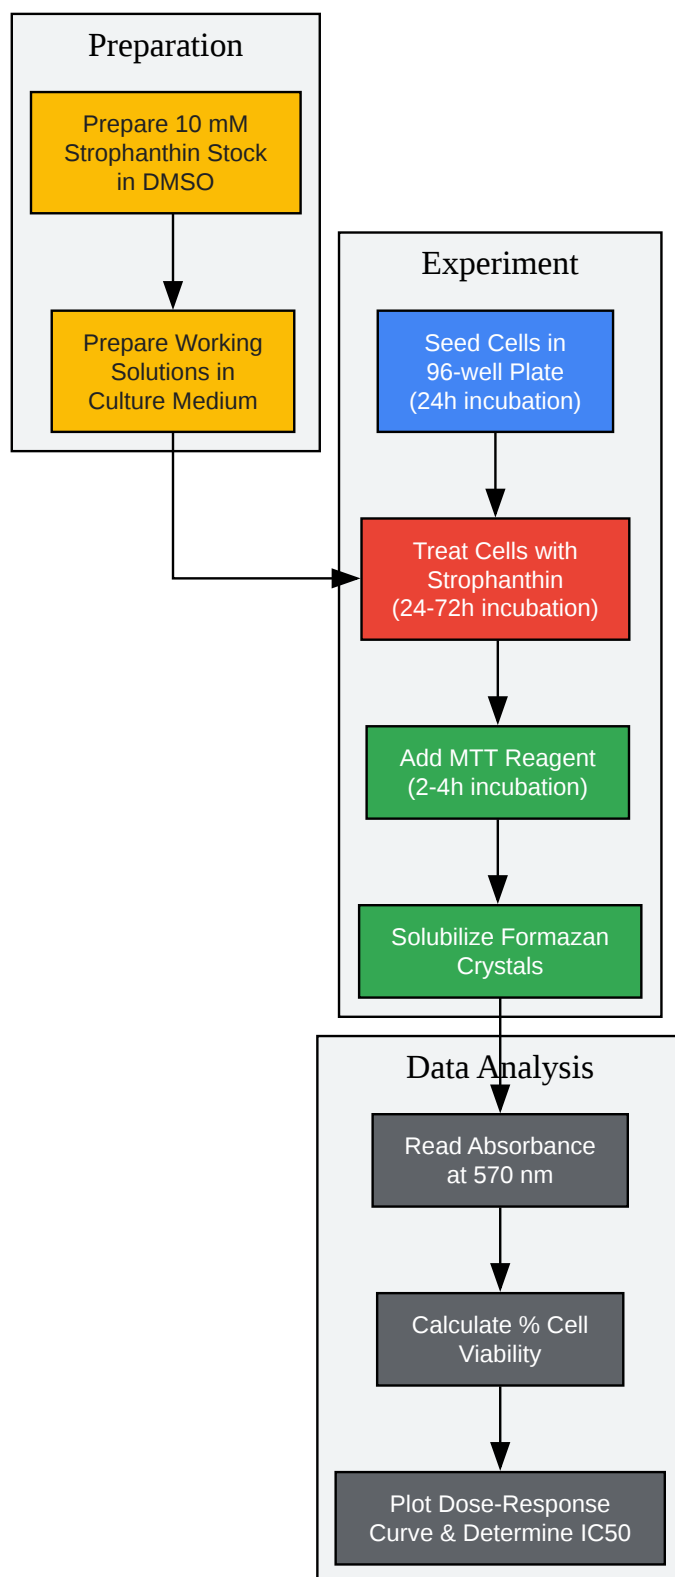 Preparation
Prepare 10 mM
Strophanthin Stock
in DMSO
Prepare Working
Solutions in
Culture Medium
Experiment
Seed Cells in
96-well Plate
(24h incubation)
Treat Cells with
Strophanthin
(24-72h incubation)
Add MTT Reagent
(2-4h incubation)
Solubilize Formazan
Crystals
Data Analysis
Read Absorbance
at 570 nm
Calculate % Cell
Viability
Plot Dose-Response
Curve & Determine IC50